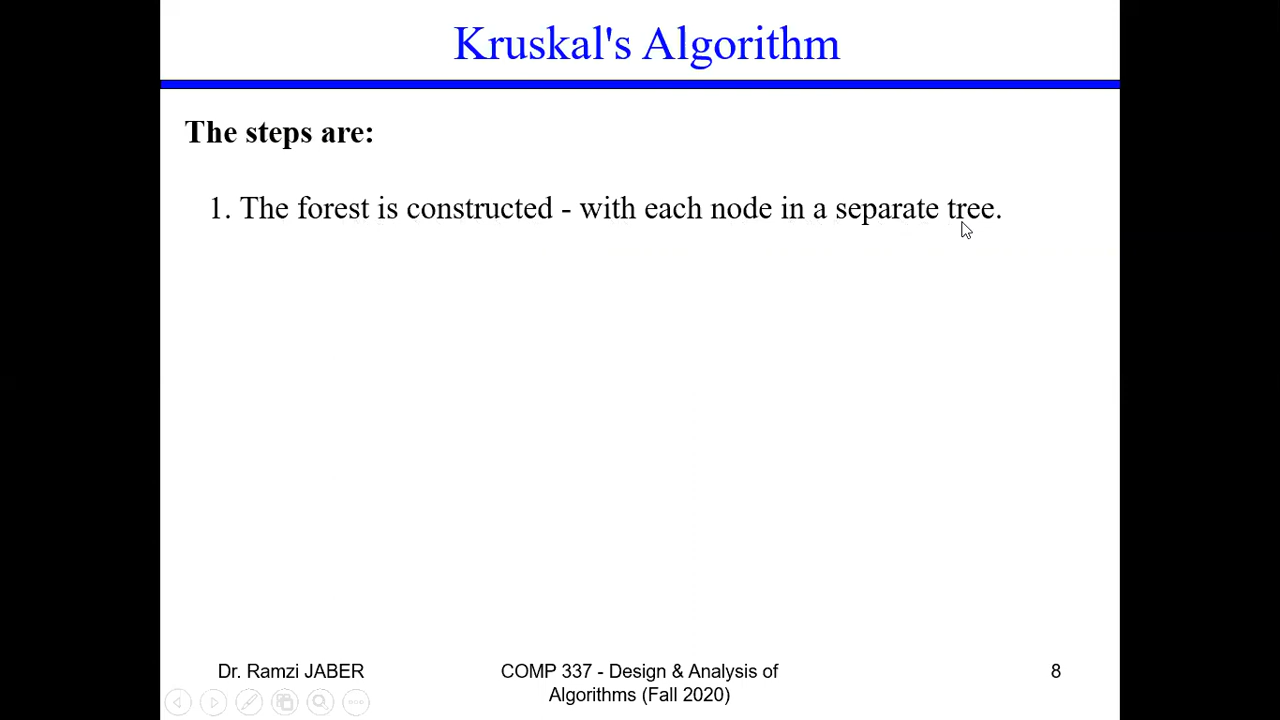 Kruskal's Algorithm
The steps are:
1. The forest is constructed - with each node in a separate tree.
Dr. Ramzi JABER
COMP 337 - Design & Analysis of
Algorithms (Fall 2020)
8